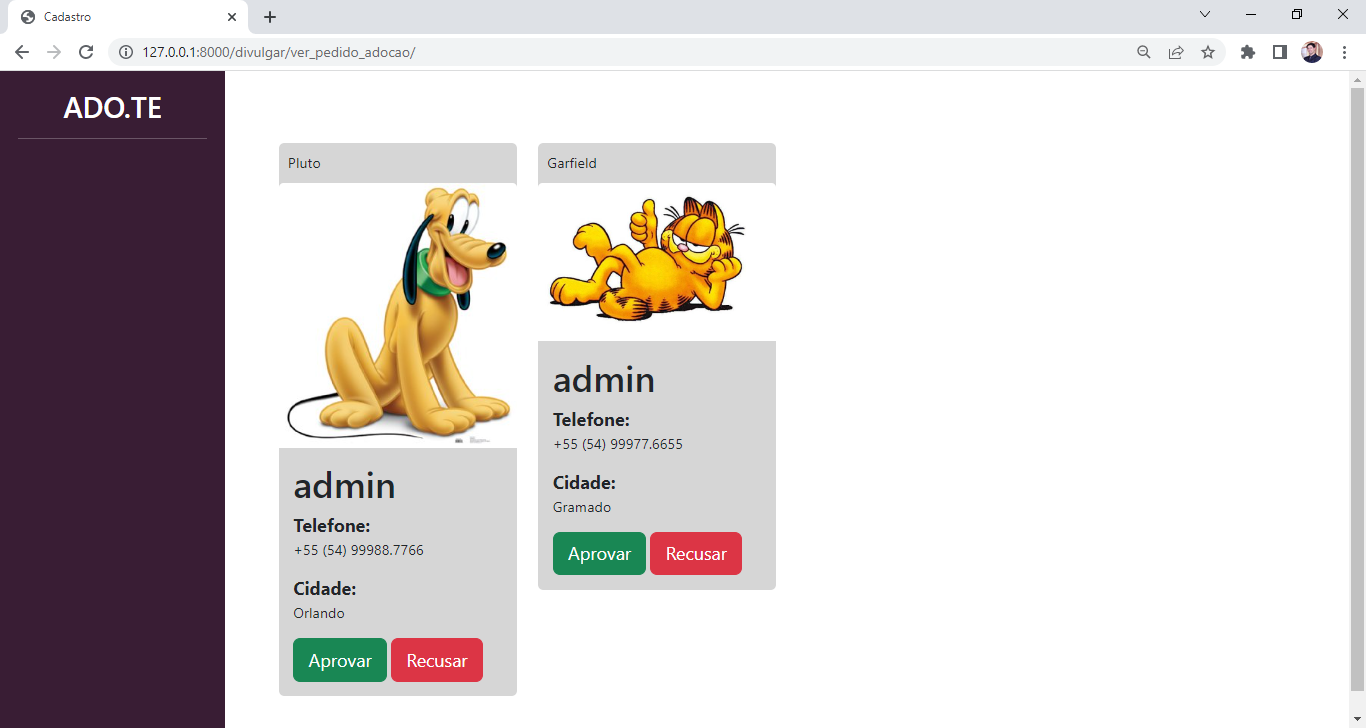 Cadastro
127.0.0.1:8000/divulgar/ver_pedido_adocao/
ADO.TE
Pluto
admin
Telefone:
+55 (54) 99988.7766
Cidade:
Orlando
Aprovar Recusar
Garfield
admin
Telefone:
+55 (54) 99977.6655
Cidade:
Gramado
Aprovar Recusar